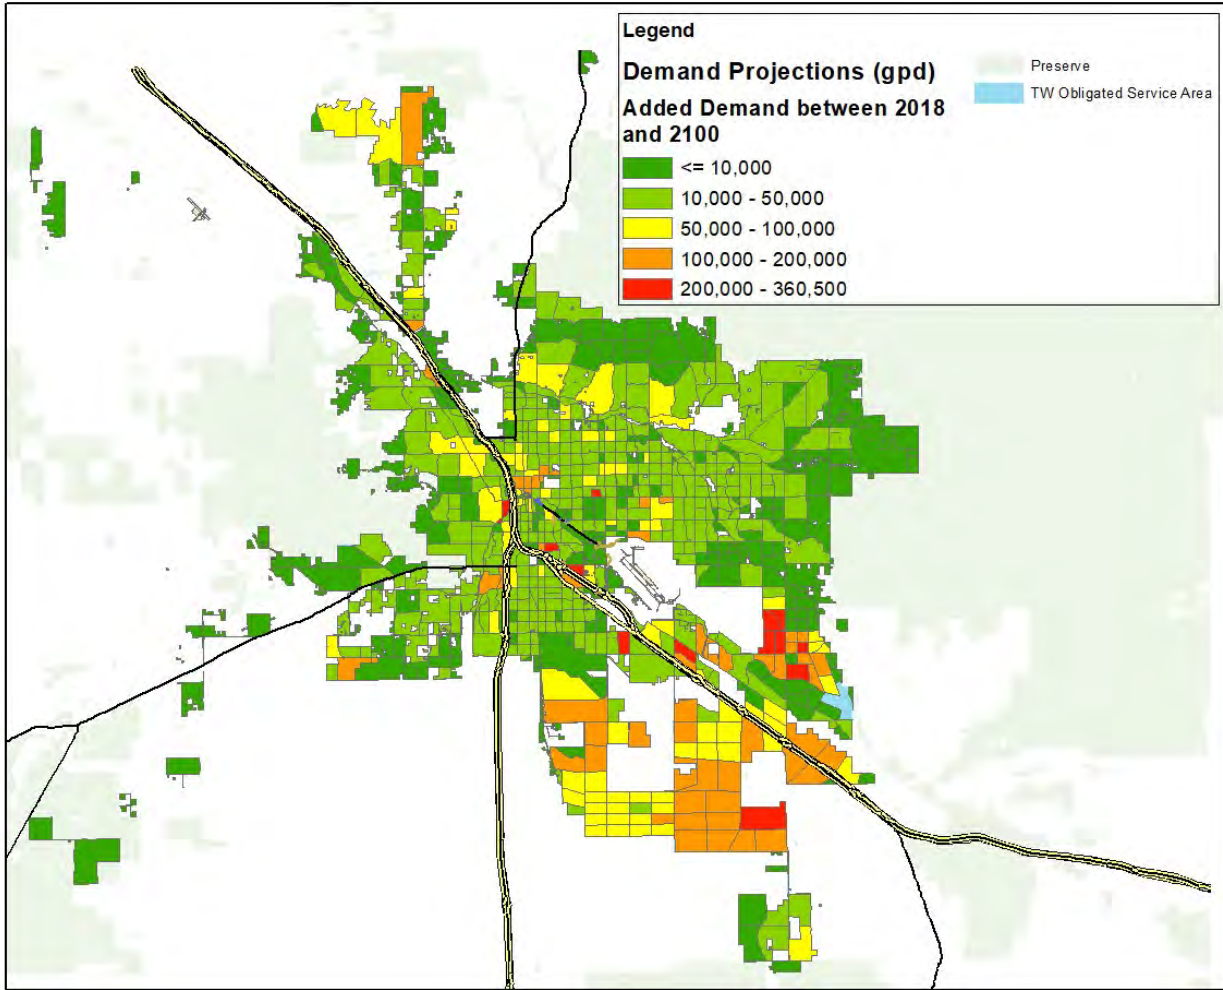 Legend
Demand Projections (gpd)
Added Demand between 2018
and 2100
<= 10,000
10,000 - 50,000
50,000 - 100,000
100,000 - 200,000
200,000 - 360,500
Preserve
TW Obligated Service Area